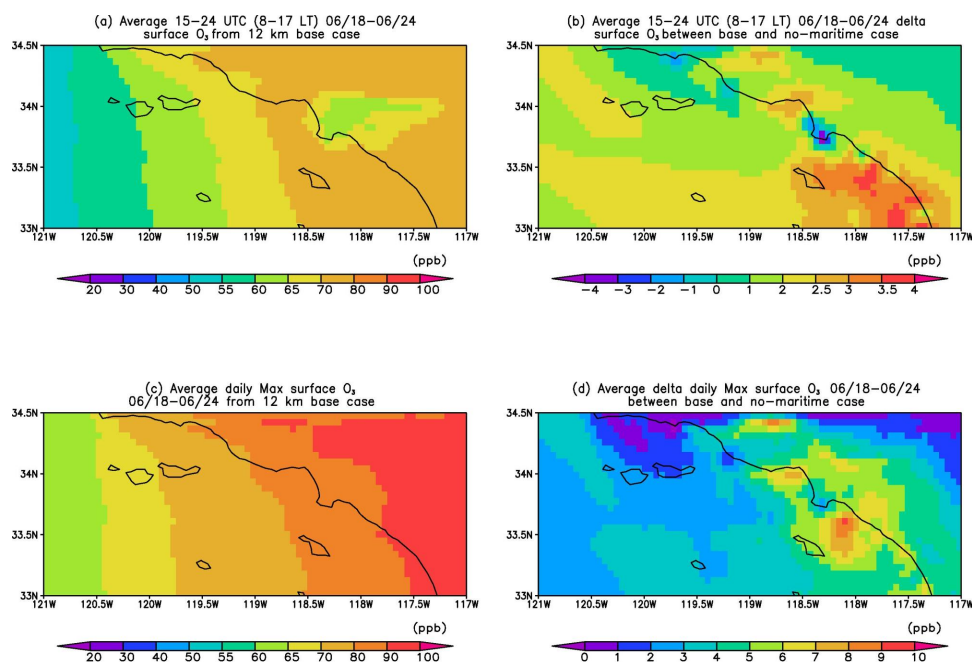 (a) Average 15−24 UTC (8−17 LT) 06/18−06/24
surface O₃ from 12 km base case
34.5N
34N
33.5N
33N
121W 120.5W 120W 119.5W 119W 118.5W 118W 117.5W 117W
(ppb)
20 30 40 55 60 65 70 80 90 100
(b) Average 15−24 UTC (8−17 LT) 06/18−06/24 delta
surface O₃ between base and no−maritime case
34.5N
34N
33.5N
33N
121W 120.5W 120W 119.5W 119W 118.5W 118W 117.5W 117W
(ppb)
−4 −3 −2 −1 0 1 2 2.5 3 3.5 4
(c) Average daily Max surface O₃
06/18−06/24 from 12 km base case
34.5N
34N
33.5N
33N
121W 120.5W 120W 119.5W 119W 118.5W 118W 117.5W 117W
(ppb)
20 30 40 55 60 65 70 80 90 100
(d) Average delta daily Max surface O₃ 06/18−06/24
between base and no−maritime case
34.5N
34N
33.5N
33N
121W 120.5W 120W 119.5W 119W 118.5W 118W 117.5W 117W
(ppb)
0 1 2 3 4 5 6 7 8 9 10